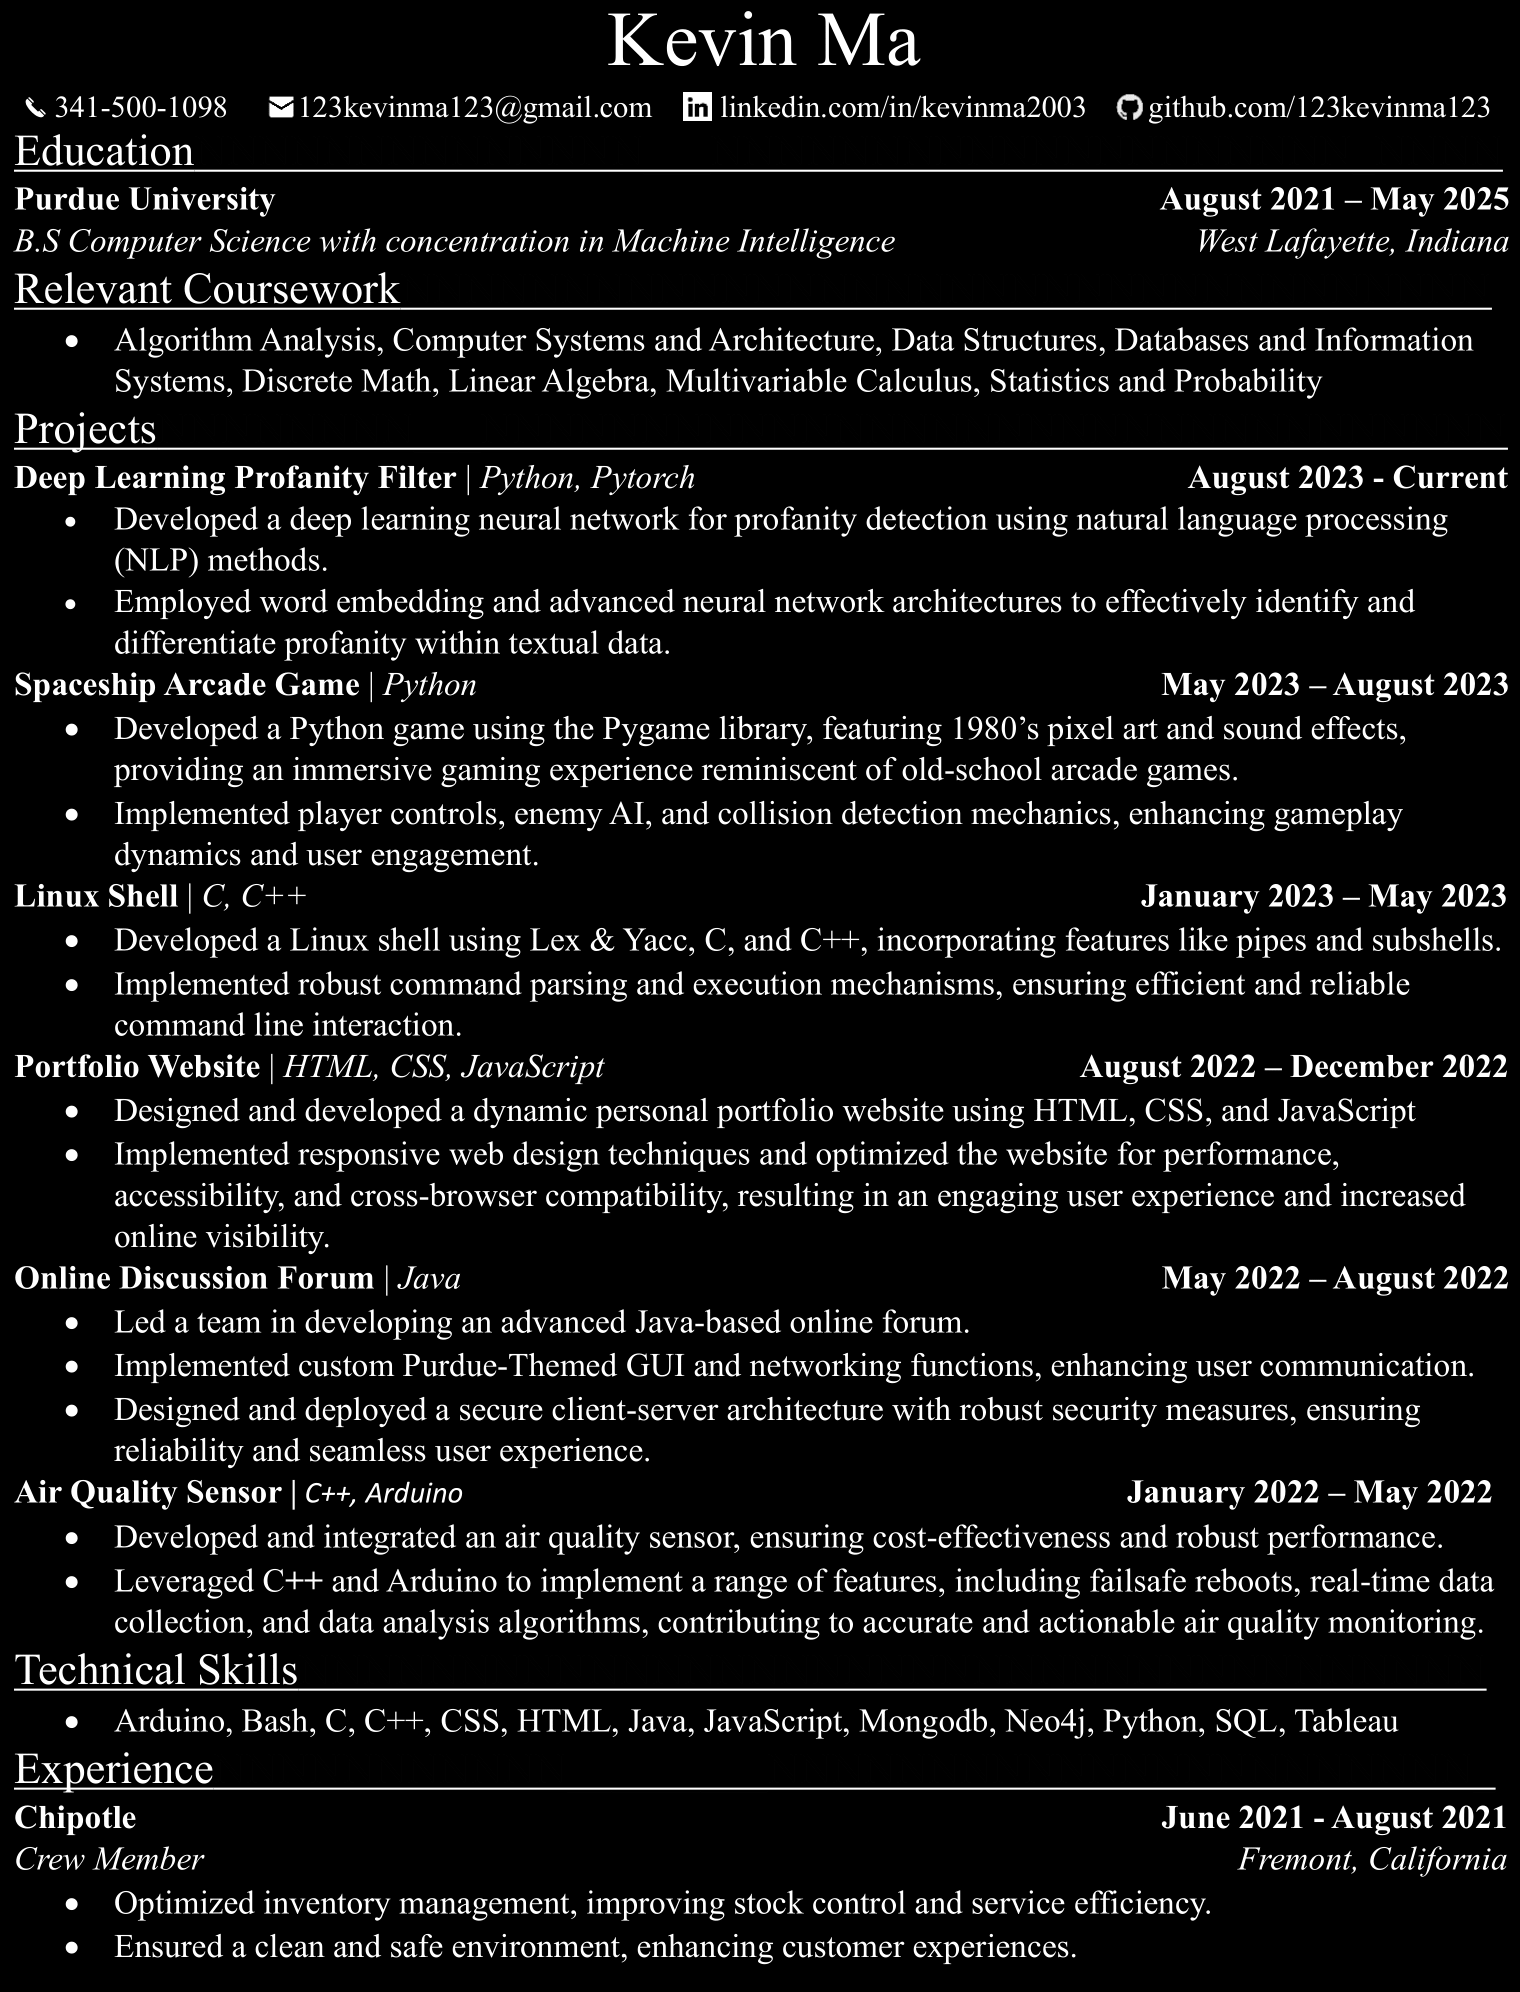 Kevin Ma
341-500-1098 123kevinma123@gmail.com linkedin.com/in/kevinma2003 github.com/123kevinma123
Education
Purdue University August 2021 – May 2025
B.S Computer Science with concentration in Machine Intelligence West Lafayette, Indiana
Relevant Coursework
• Algorithm Analysis, Computer Systems and Architecture, Data Structures, Databases and Information
Systems, Discrete Math, Linear Algebra, Multivariable Calculus, Statistics and Probability
Projects
Deep Learning Profanity Filter | Python, Pytorch August 2023 - Current
• Developed a deep learning neural network for profanity detection using natural language processing
(NLP) methods.
• Employed word embedding and advanced neural network architectures to effectively identify and
differentiate profanity within textual data.
Spaceship Arcade Game | Python May 2023 – August 2023
• Developed a Python game using the Pygame library, featuring 1980’s pixel art and sound effects,
providing an immersive gaming experience reminiscent of old-school arcade games.
• Implemented player controls, enemy AI, and collision detection mechanics, enhancing gameplay
dynamics and user engagement.
Linux Shell | C, C++ January 2023 – May 2023
• Developed a Linux shell using Lex & Yacc, C, and C++, incorporating features like pipes and subshells.
• Implemented robust command parsing and execution mechanisms, ensuring efficient and reliable
command line interaction.
Portfolio Website | HTML, CSS, JavaScript August 2022 – December 2022
• Designed and developed a dynamic personal portfolio website using HTML, CSS, and JavaScript
• Implemented responsive web design techniques and optimized the website for performance,
accessibility, and cross-browser compatibility, resulting in an engaging user experience and increased
online visibility.
Online Discussion Forum | Java May 2022 – August 2022
• Led a team in developing an advanced Java-based online forum.
• Implemented custom Purdue-Themed GUI and networking functions, enhancing user communication.
• Designed and deployed a secure client-server architecture with robust security measures, ensuring
reliability and seamless user experience.
Air Quality Sensor | C++, Arduino January 2022 – May 2022
• Developed and integrated an air quality sensor, ensuring cost-effectiveness and robust performance.
• Leveraged C++ and Arduino to implement a range of features, including failsafe reboots, real-time data
collection, and data analysis algorithms, contributing to accurate and actionable air quality monitoring.
Technical Skills
• Arduino, Bash, C, C++, CSS, HTML, Java, JavaScript, Mongodb, Neo4j, Python, SQL, Tableau
Experience
Chipotle June 2021 - August 2021
Crew Member Fremont, California
• Optimized inventory management, improving stock control and service efficiency.
• Ensured a clean and safe environment, enhancing customer experiences.